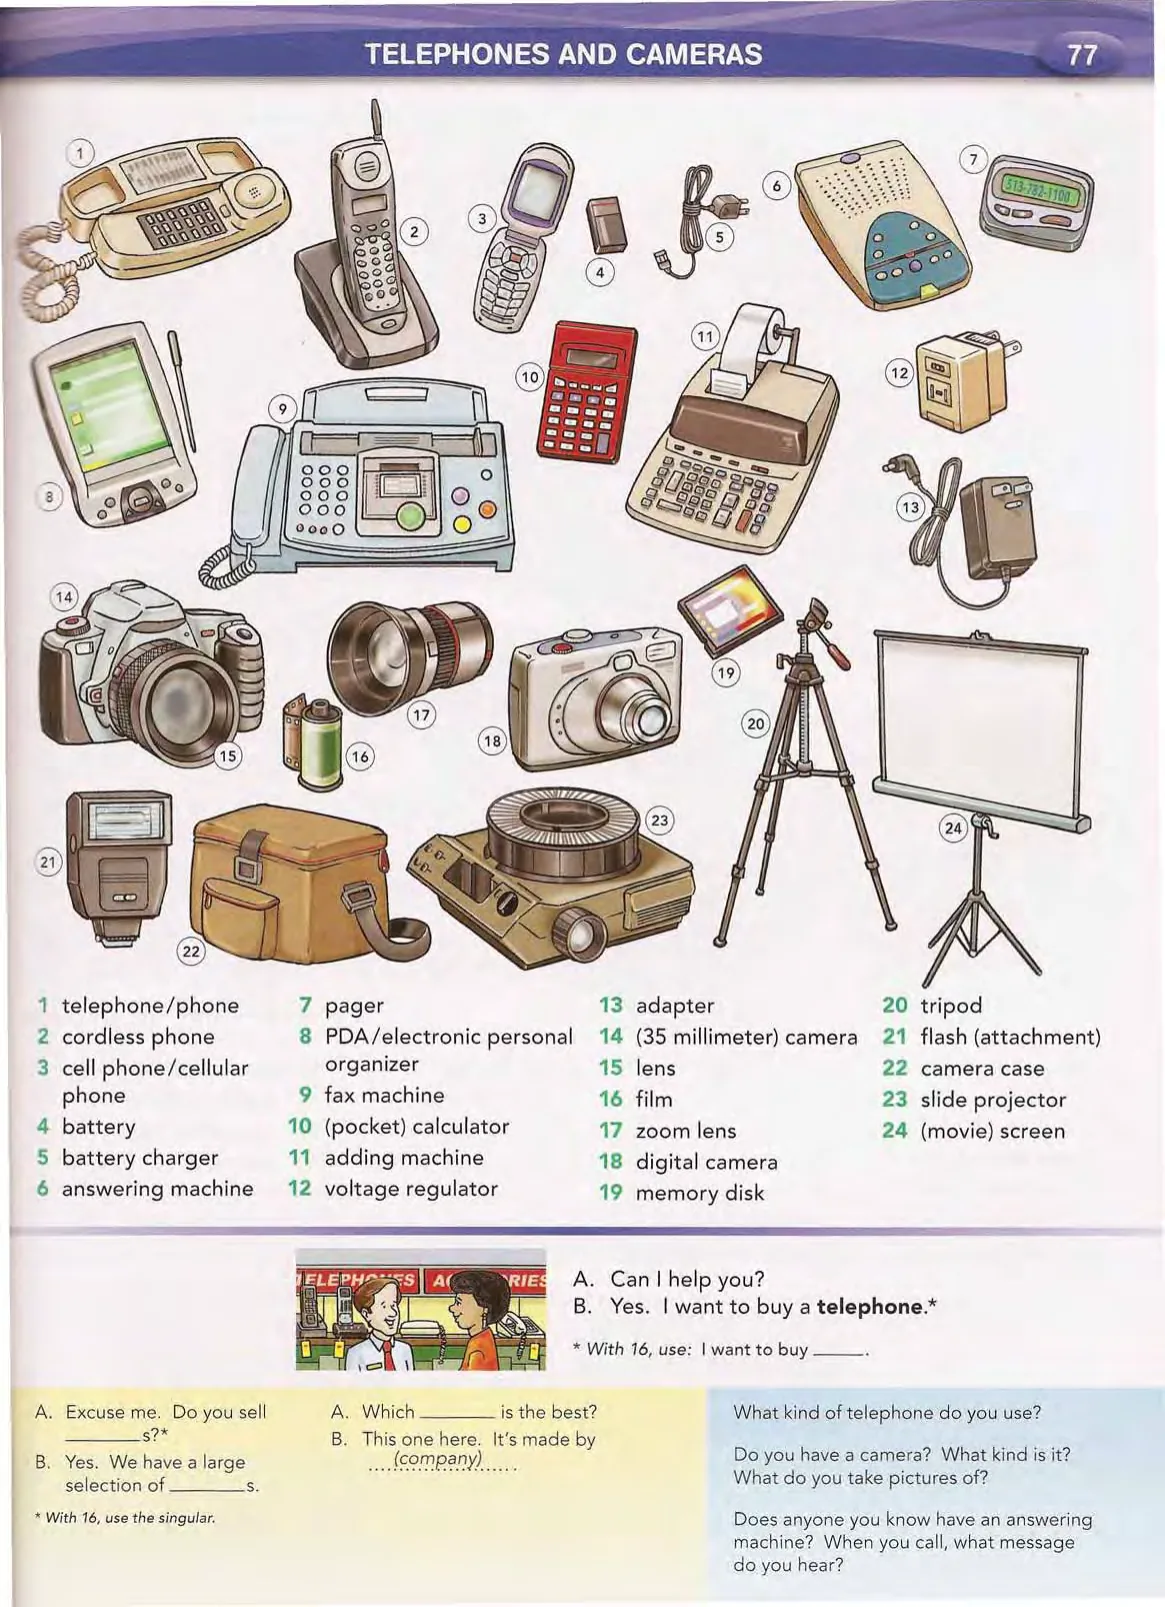 TELEPHONES AND CAMERAS
77
1
2
3
4
5
6
7
513-782-1100
8
9
10
11
12
13
14
15
16
17
18
19
20
21
22
23
24
1 telephone/phone
2 cordless phone
3 cell phone/cellular
phone
4 battery
5 battery charger
6 answering machine
7 pager
8 PDA/electronic personal
organizer
9 fax machine
10 (pocket) calculator
11 adding machine
12 voltage regulator
13 adapter
14 (35 millimeter) camera
15 lens
16 film
17 zoom lens
18 digital camera
19 memory disk
20 tripod
21 flash (attachment)
22 camera case
23 slide projector
24 (movie) screen
A. Can I help you?
B. Yes. I want to buy a telephone.*
* With 16, use: I want to buy ______.
A. Excuse me. Do you sell
________s?*
B. Yes. We have a large
selection of ________s.
* With 16, use the singular.
A. Which ________ is the best?
B. This one here. It's made by
....(company)......
What kind of telephone do you use?
Do you have a camera? What kind is it?
What do you take pictures of?
Does anyone you know have an answering
machine? When you call, what message
do you hear?